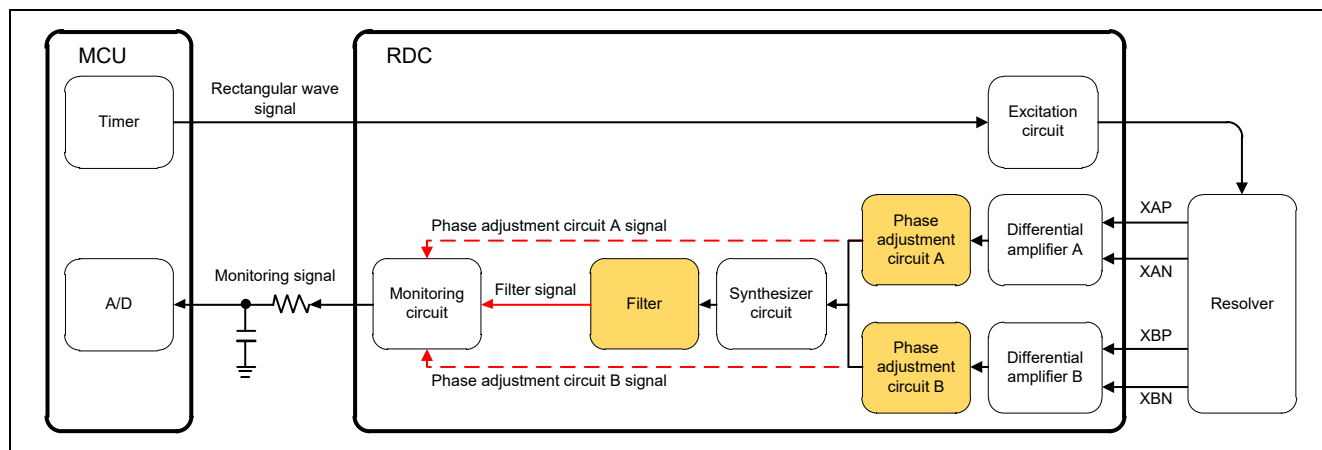 MCU
RDC
Timer
Rectangular wave
signal
Excitation
circuit
Phase adjustment circuit A signal
Phase
adjustment
circuit A
Differential
amplifier A
XAP
XAN
A/D
Monitoring signal
Monitoring
circuit
Filter signal
Filter
Synthesizer
circuit
Resolver
Phase adjustment circuit B signal
Phase
adjustment
circuit B
Differential
amplifier B
XBP
XBN